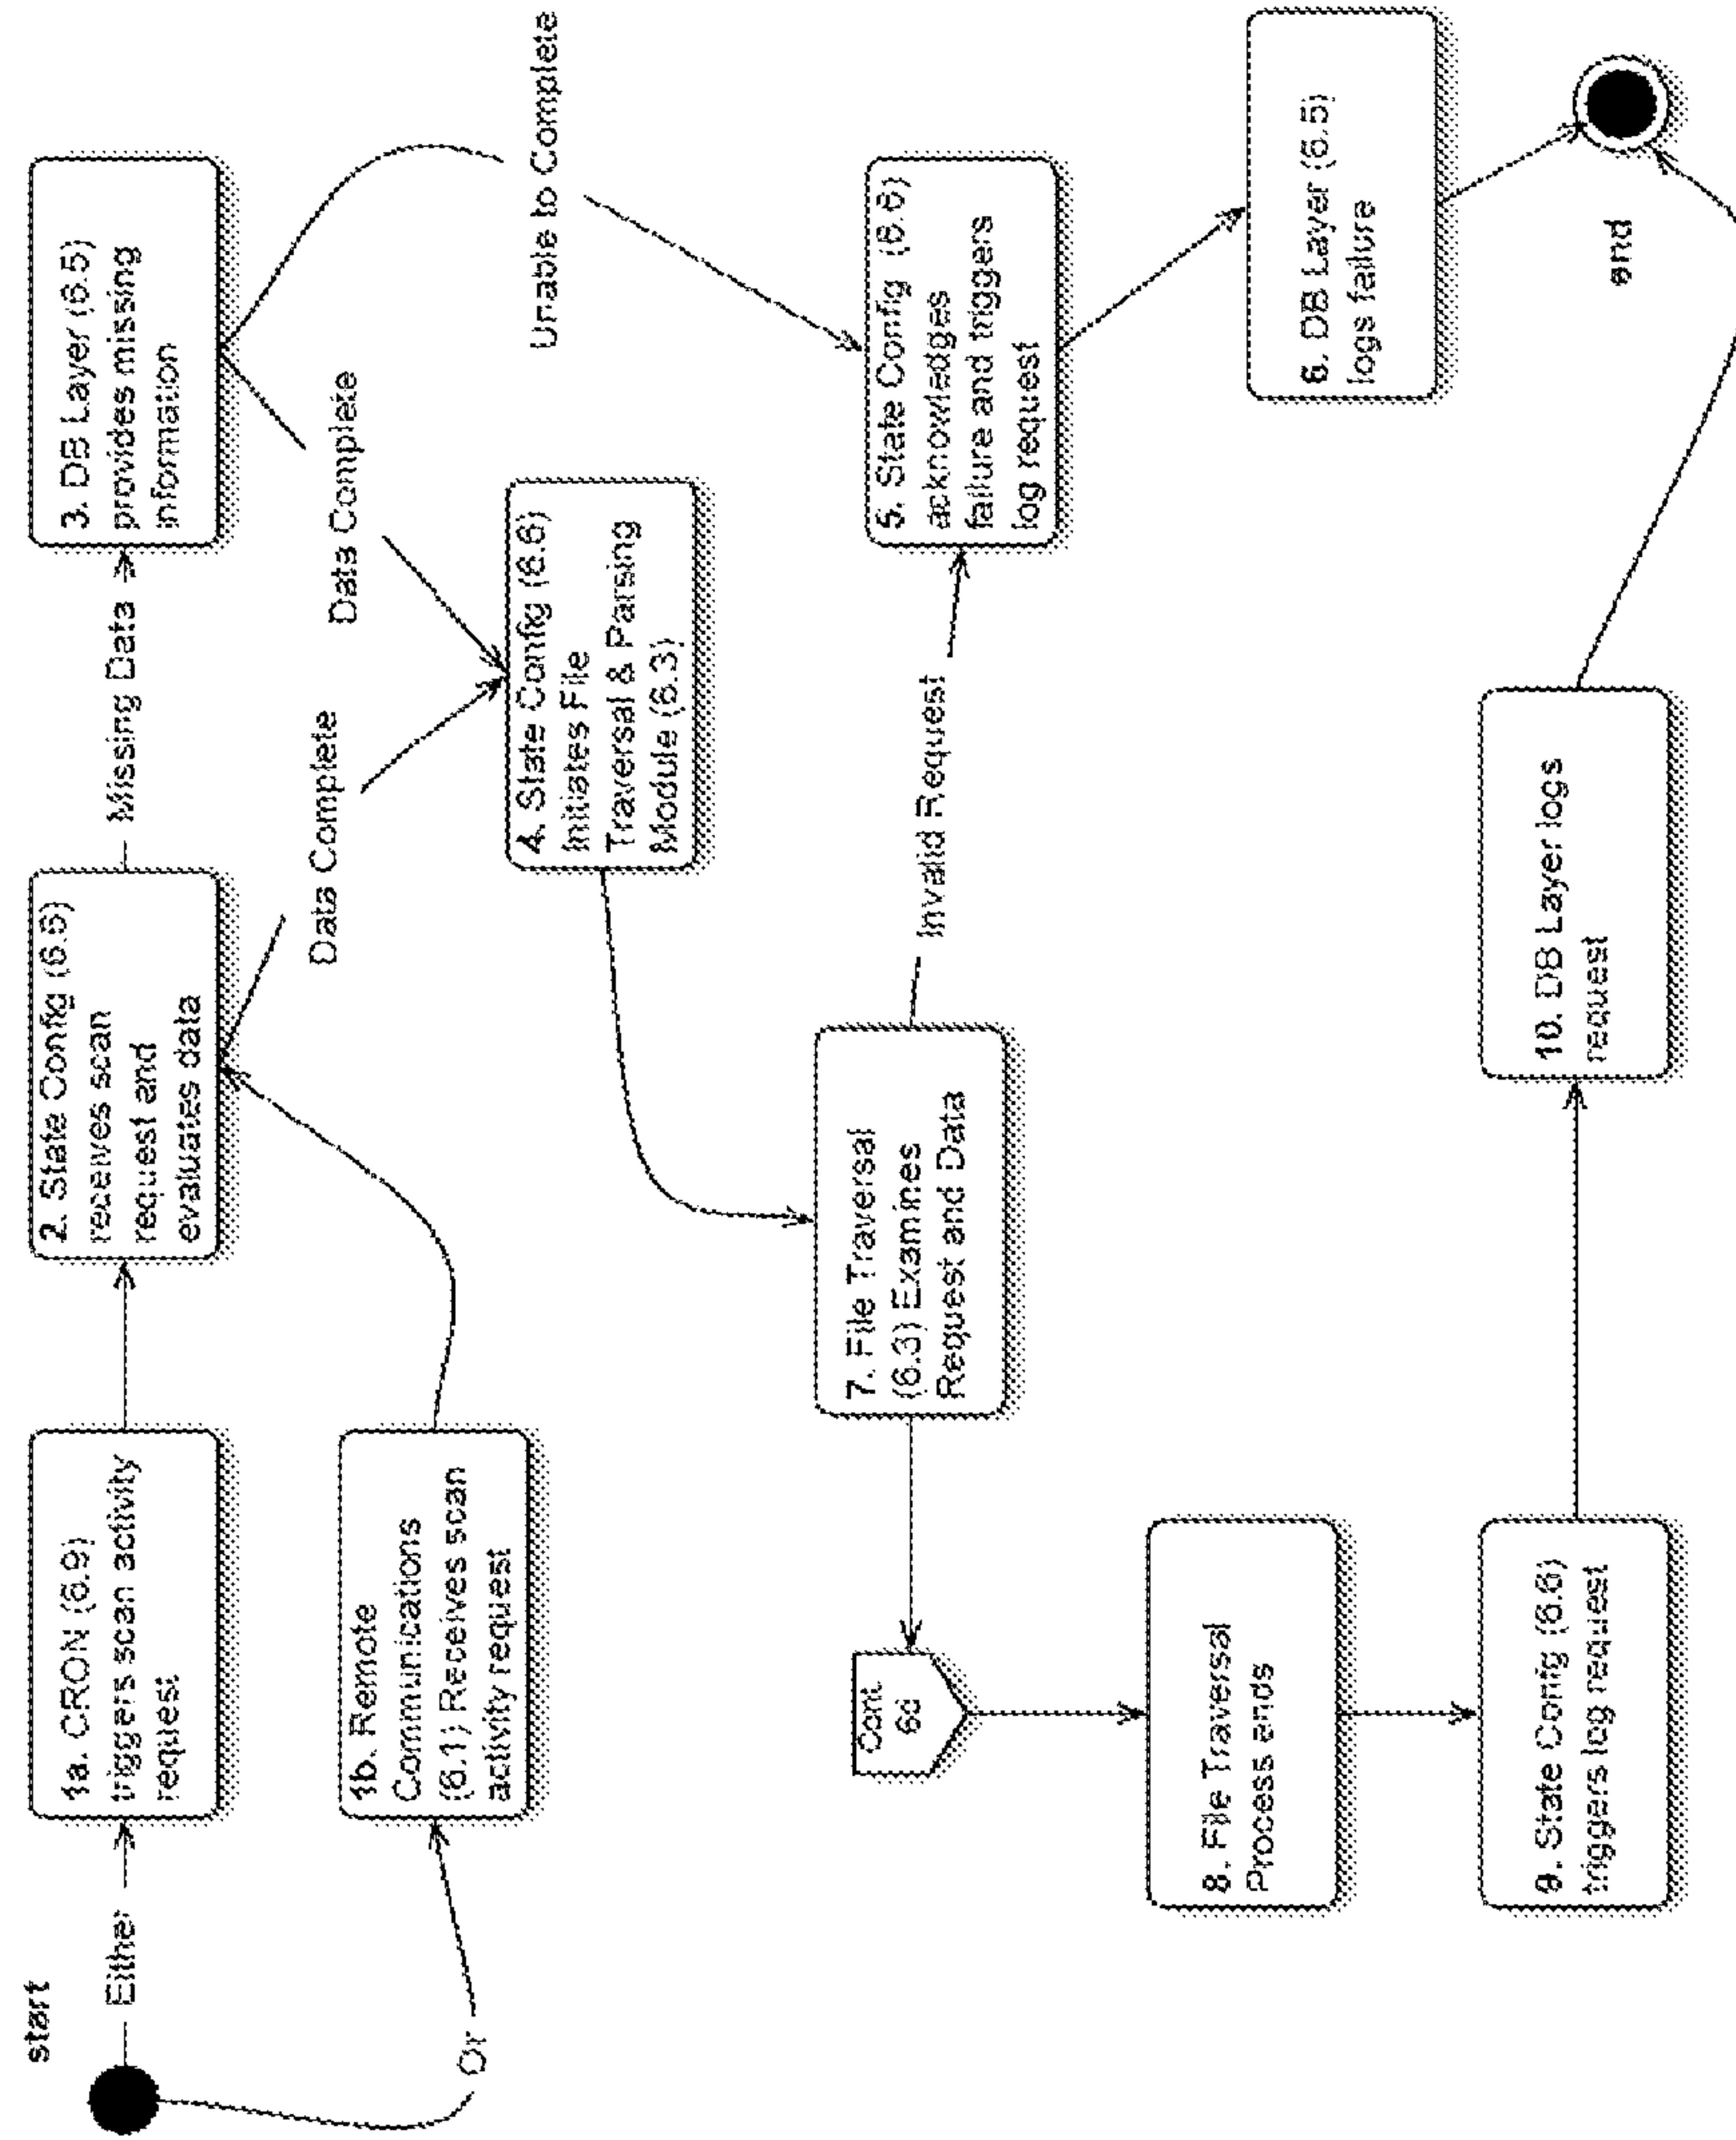 start
Either
Or
1a. CRON (6.9)
triggers scan activity
request
1b. Remote
Communications
(6.1) Receives scan
activity request
2. State Config (6.6)
receives scan
request and
evaluates data
Missing Data
3. DB Layer (6.5)
provides missing
information
Data Complete
Data Complete
Unable to Complete
4. State Config (6.6)
Initiates File
Traversal & Parsing
Module (6.3)
7. File Traversal
(6.3) Examines
Request and Data
Invalid Request
5. State Config (6.6)
acknowledges
failure and triggers
log request
6. DB Layer (6.5)
logs failure
Cont.
6d
8. File Traversal
Process ends
9. State Config (6.6)
triggers log request
10. DB Layer logs
request
end